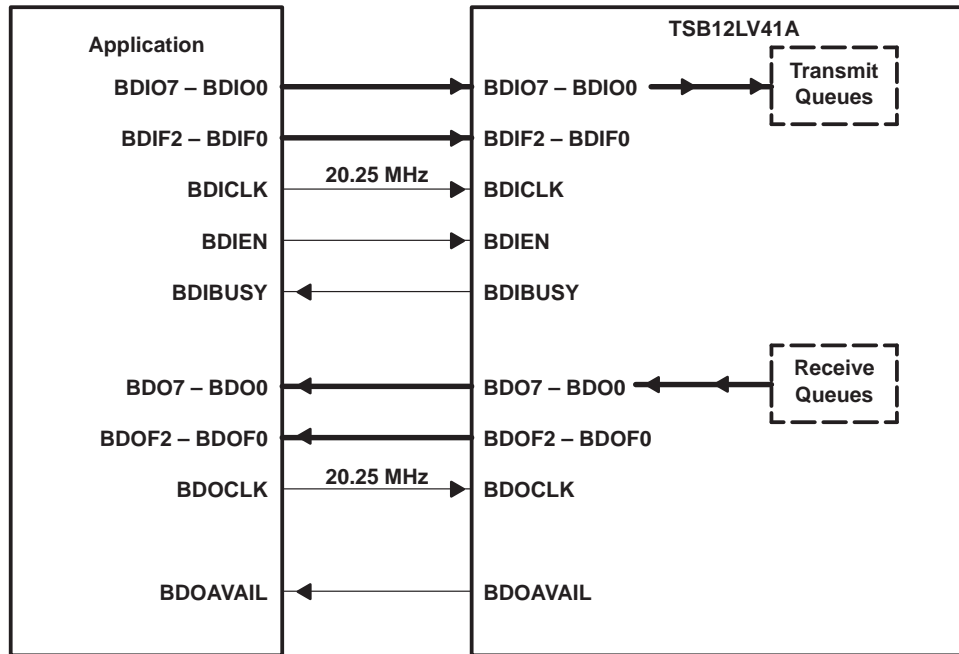 TSB12LV41A
Application
Transmit
Queues
BDIO7 – BDIO0
BDIO7 – BDIO0
BDIF2 – BDIF0
BDIF2 – BDIF0
BDICLK
20.25 MHz
BDICLK
BDIEN
BDIEN
BDIBUSY
BDIBUSY
Receive
Queues
BDO7 – BDO0
BDO7 – BDO0
BDOF2 – BDOF0
BDOF2 – BDOF0
BDOCLK
20.25 MHz
BDOCLK
BDOAVAIL
BDOAVAIL